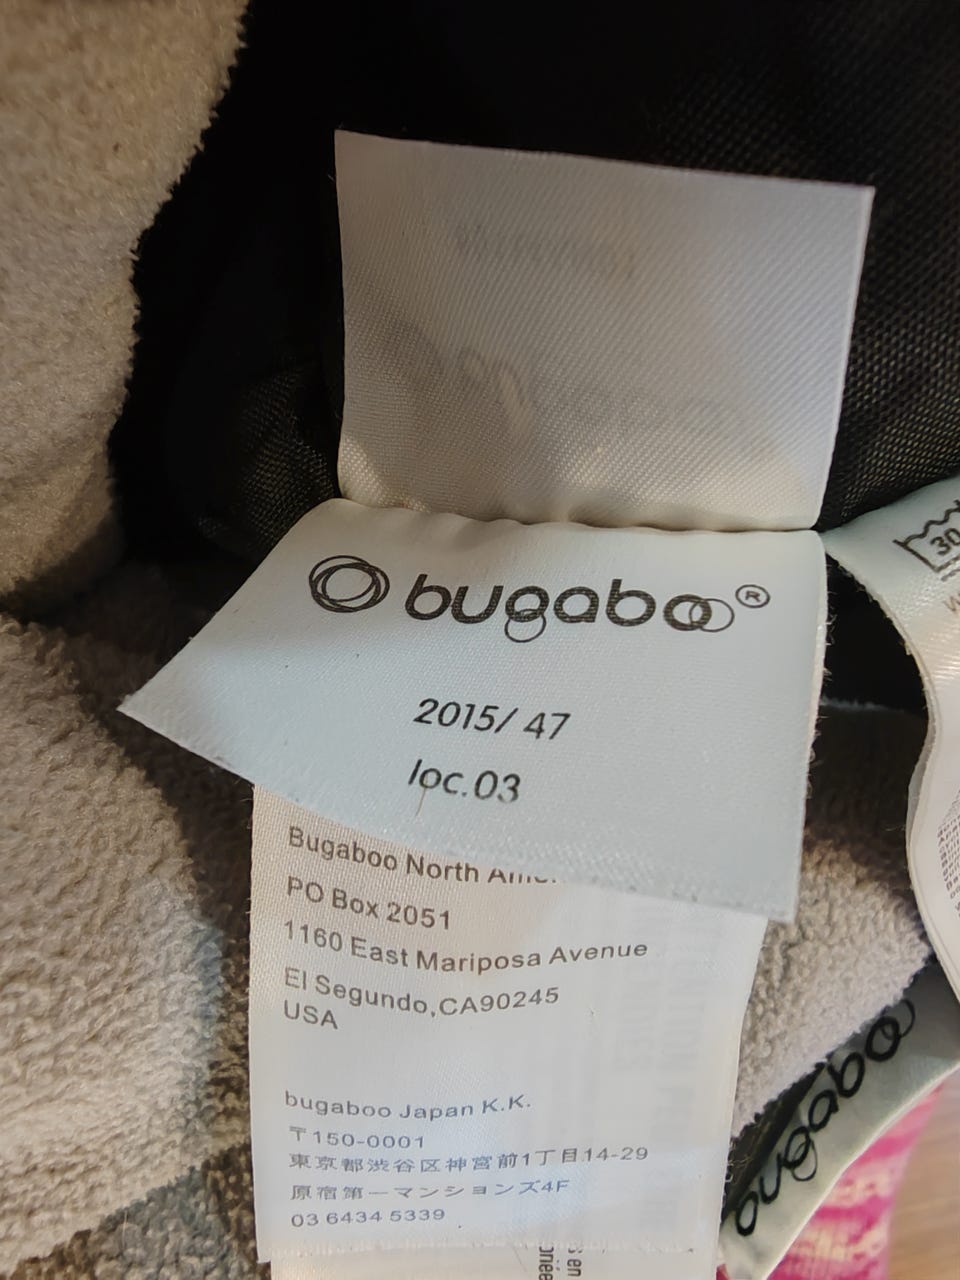 bugaboo®
2015/ 47
loc.03
Bugaboo North
PO Box 2051
1160 East Mariposa Avenue
El Segundo,CA90245
USA
bugaboo Japan K.K.
〒150-0001
東京都渋谷区神宮前1丁目14-29
原宿第一マンションズ4F
03 6434 5339
30
bugaboo
en